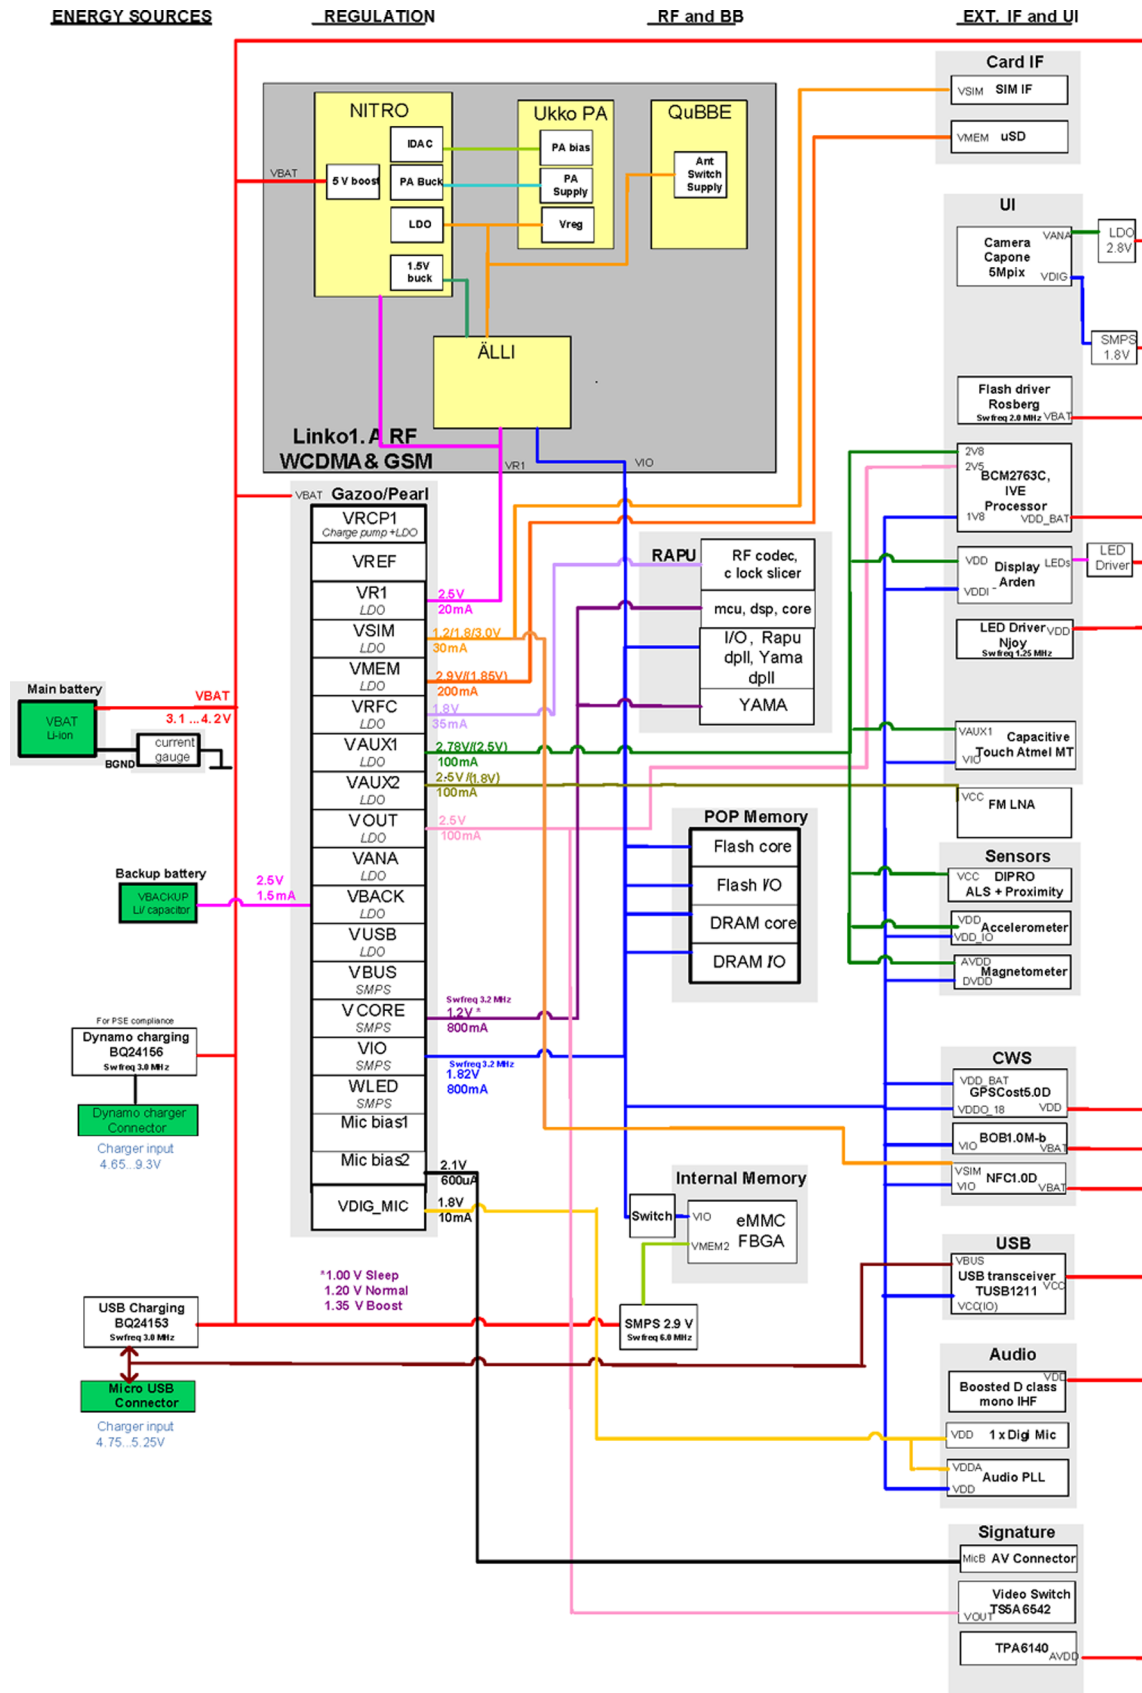 ENERGY SOURCES
REGULATION
RF and BB
EXT. IF and UI
Card IF
VSIM SIM IF
VMEM uSD
NITRO
IDAC
5 V boost
PA Buck
LDO
1.5V
buck
Ukko PA
PA bias
PA
Supply
Vreg
QuBBE
Ant
Switch
Supply
VBAT
ÄLLI
Linko1. A RF
WCDMA & GSM
VR1
VIO
UI
Camera
Capone
5Mpix
VANA
VDIG
LDO
2.8V
SMPS
1.8V
Flash driver
Rosberg
Swfreq 2.0 MHz VBAT
2V8
2V5
BCM2763C,
IVE
Processor
1V8
VDD_BAT
VDD
Display
Arden
LEDs
VDDI
LED
Driver
LED Driver VDD
Njoy
Swfreq 1.25 MHz
VAUX1
Capacitive
Touch Atmel MT
VIO
VCC FM LNA
VBAT Gazoo/Pearl
VRCP1
Charge pump +LDO
VREF
VR1
LDO
2.5V
20mA
VSIM
LDO
1.2/1.8/3.0V
30mA
VMEM
LDO
2.9V/(1.85V)
200mA
VRFC
LDO
1.8V
35mA
VAUX1
LDO
2.78V/(2.5V)
100mA
VAUX2
LDO
2.5V/(1.8V)
100mA
VOUT
LDO
2.5V
100mA
VANA
LDO
VBACK
LDO
VUSB
LDO
VBUS
SMPS
VCORE
SMPS
Swfreq 3.2 MHz
1.2V *
800mA
VIO
SMPS
Swfreq 3.2 MHz
1.82V
800mA
WLED
SMPS
Mic bias1
Mic bias2
2.1V
600uA
VDIG_MIC
1.8V
10mA
*1.00 V Sleep
1.20 V Normal
1.35 V Boost
RAPU
RF codec,
c lock slicer
mcu, dsp, core
I/O, Rapu
dpll, Yama
dpll
YAMA
Main battery
VBAT
Li-ion
VBAT
3.1 ...4.2V
BGND
current
gauge
Backup battery
VBACKUP
Li/ capacitor
2.5V
1.5mA
For PSE compliance
Dynamo charging
BQ24156
Swfreq 3.0 MHz
Dynamo charger
Connector
Charger input
4.65...9.3V
USB Charging
BQ24153
Swfreq 3.0 MHz
Micro USB
Connector
Charger input
4.75...5.25V
POP Memory
Flash core
Flash I/O
DRAM core
DRAM I/O
Internal Memory
Switch
VIO
eMMC
FBGA
VMEM2
SMPS 2.9 V
Swfreq 6.0 MHz
Sensors
VCC DIPRO
ALS + Proximity
VDD
Accelerometer
VDD_IO
AVDD
Magnetometer
DVDD
CWS
VDD_BAT
GPSCost5.0D
VDDO_18 VDD
BOB1.0M-b
VIO VBAT
VSIM
NFC1.0D
VIO VBAT
USB
VBUS
USB transceiver
TUSB1211
VCC
VCC(IO)
Audio
VDD
Boosted D class
mono IHF
VDD 1 x Digi Mic
VDDA
Audio PLL
VDD
Signature
MicB AV Connector
Video Switch
TS5A6542
VOUT
TPA6140
AVDD